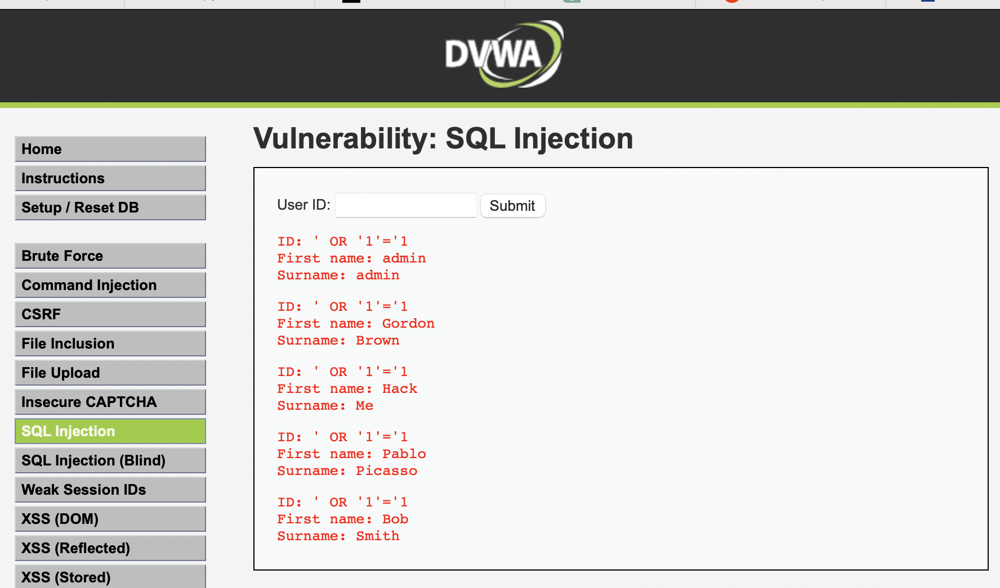 DVWA
Home
Instructions
Setup / Reset DB
Brute Force
Command Injection
CSRF
File Inclusion
File Upload
Insecure CAPTCHA
SQL Injection
SQL Injection (Blind)
Weak Session IDs
XSS (DOM)
XSS (Reflected)
XSS (Stored)
Vulnerability: SQL Injection
User ID: Submit
ID: ' OR '1'='1
First name: admin
Surname: admin
ID: ' OR '1'='1
First name: Gordon
Surname: Brown
ID: ' OR '1'='1
First name: Hack
Surname: Me
ID: ' OR '1'='1
First name: Pablo
Surname: Picasso
ID: ' OR '1'='1
First name: Bob
Surname: Smith